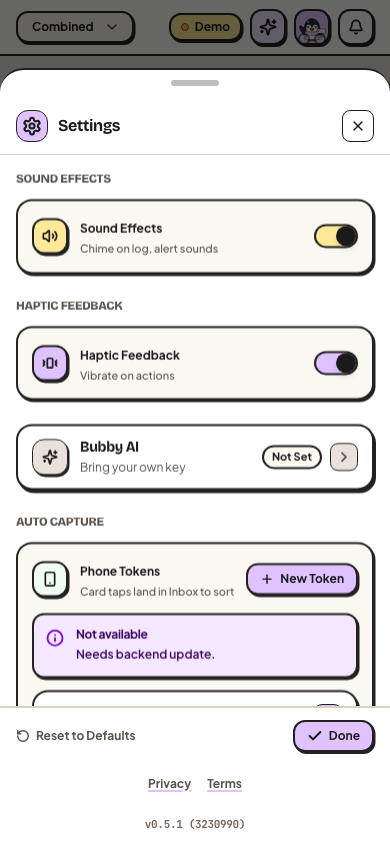 Combined
Demo
Settings
SOUND EFFECTS
Sound Effects
Chime on log, alert sounds
HAPTIC FEEDBACK
Haptic Feedback
Vibrate on actions
Bubby AI
Bring your own key
Not Set
AUTO CAPTURE
Phone Tokens
Card taps land in Inbox to sort
New Token
Not available
Needs backend update.
Reset to Defaults
Done
Privacy Terms
v0.5.1 (3230990)